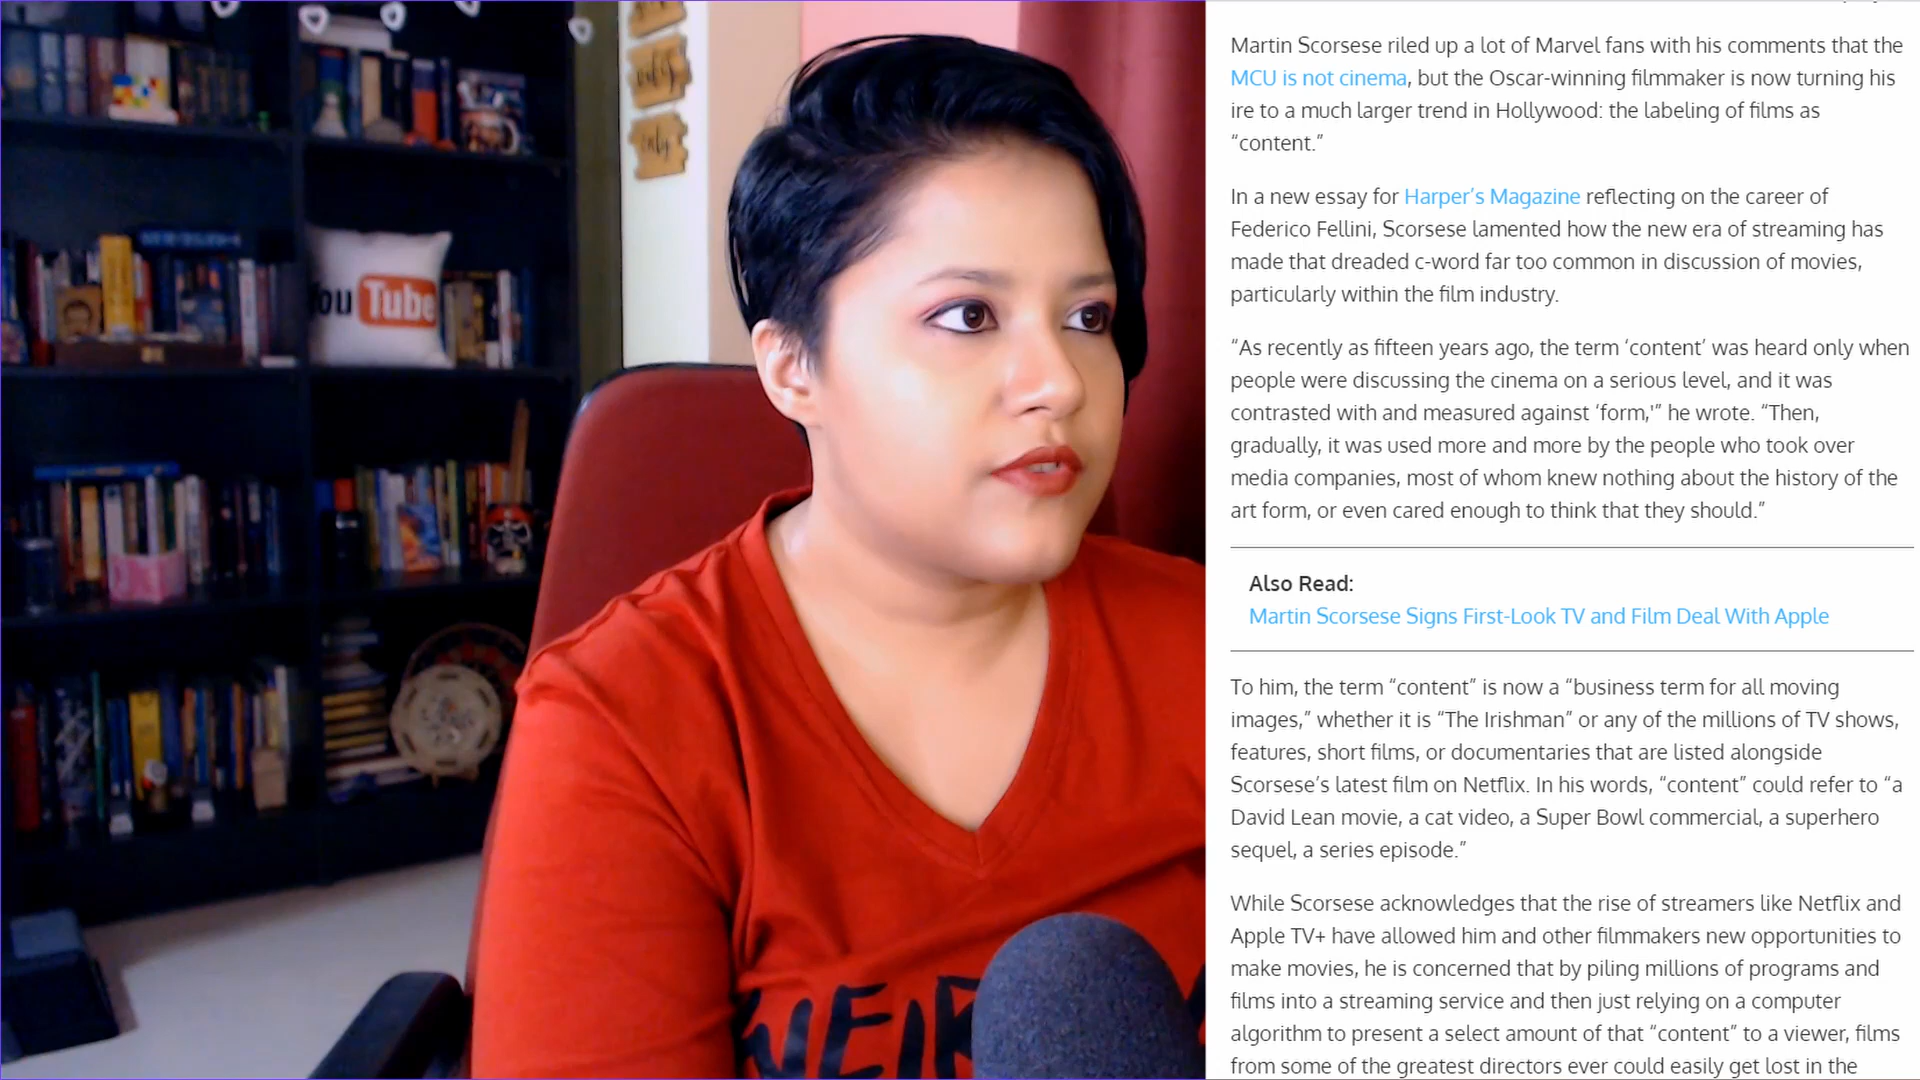 ouTube
WEIR
Martin Scorsese riled up a lot of Marvel fans with his comments that the
MCU is not cinema, but the Oscar-winning filmmaker is now turning his
ire to a much larger trend in Hollywood: the labeling of films as
“content.”
In a new essay for Harper’s Magazine reflecting on the career of
Federico Fellini, Scorsese lamented how the new era of streaming has
made that dreaded c-word far too common in discussion of movies,
particularly within the film industry.
“As recently as fifteen years ago, the term ‘content’ was heard only when
people were discussing the cinema on a serious level, and it was
contrasted with and measured against ‘form,'” he wrote. “Then,
gradually, it was used more and more by the people who took over
media companies, most of whom knew nothing about the history of the
art form, or even cared enough to think that they should.”
Also Read:
Martin Scorsese Signs First-Look TV and Film Deal With Apple
To him, the term “content” is now a “business term for all moving
images,” whether it is “The Irishman” or any of the millions of TV shows,
features, short films, or documentaries that are listed alongside
Scorsese’s latest film on Netflix. In his words, “content” could refer to “a
David Lean movie, a cat video, a Super Bowl commercial, a superhero
sequel, a series episode.”
While Scorsese acknowledges that the rise of streamers like Netflix and
Apple TV+ have allowed him and other filmmakers new opportunities to
make movies, he is concerned that by piling millions of programs and
films into a streaming service and then just relying on a computer
algorithm to present a select amount of that “content” to a viewer, films
from some of the greatest directors ever could easily get lost in the